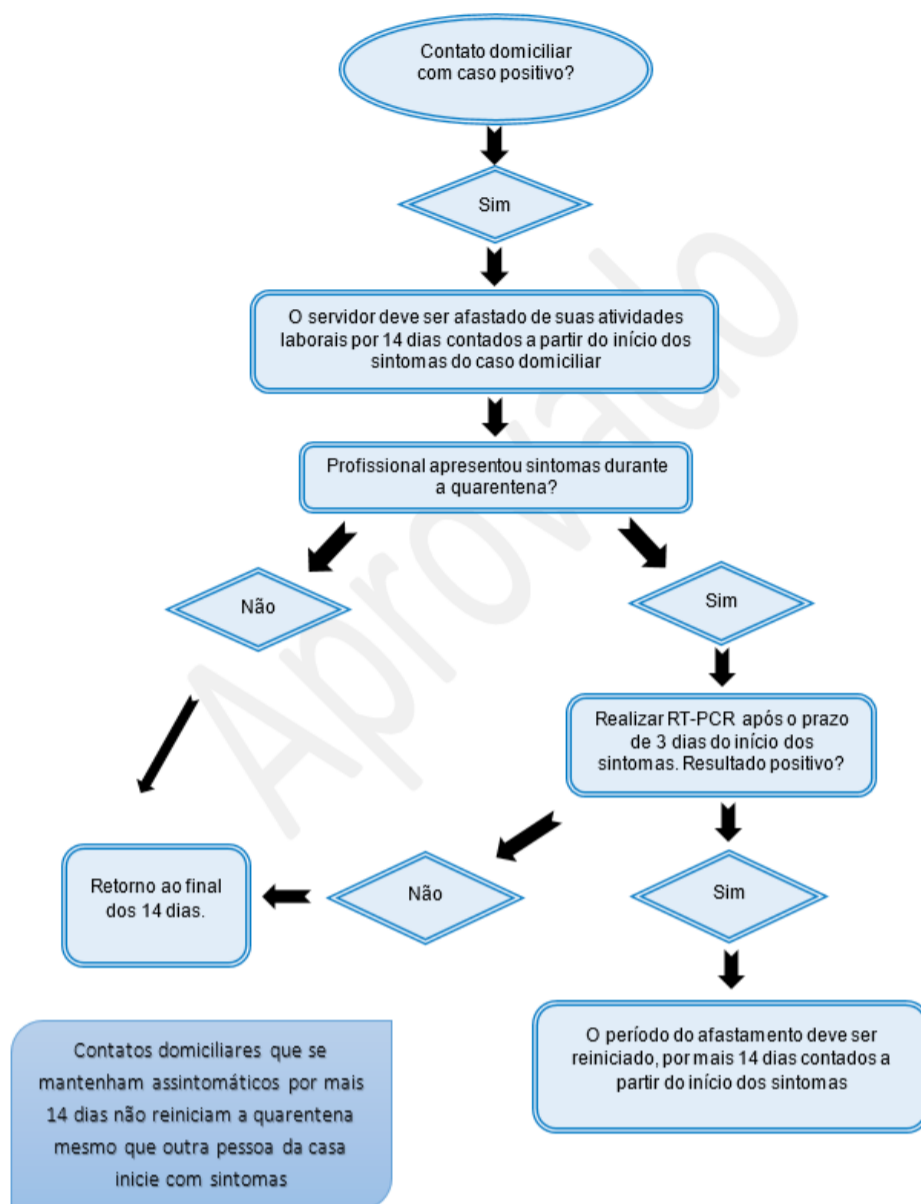 Contato domiciliar
com caso positivo?
Sim
O servidor deve ser afastado de suas atividades
laborais por 14 dias contados a partir do início dos
sintomas do caso domiciliar
Profissional apresentou sintomas durante
a quarentena?
Não
Sim
Realizar RT-PCR após o prazo
de 3 dias do início dos
sintomas. Resultado positivo?
Retorno ao final
dos 14 dias.
Não
Sim
O período do afastamento deve ser
reiniciado, por mais 14 dias contados a
partir do início dos sintomas
Contatos domiciliares que se
mantenham assintomáticos por mais
14 dias não reiniciam a quarentena
mesmo que outra pessoa da casa
inicie com sintomas
Aprovado